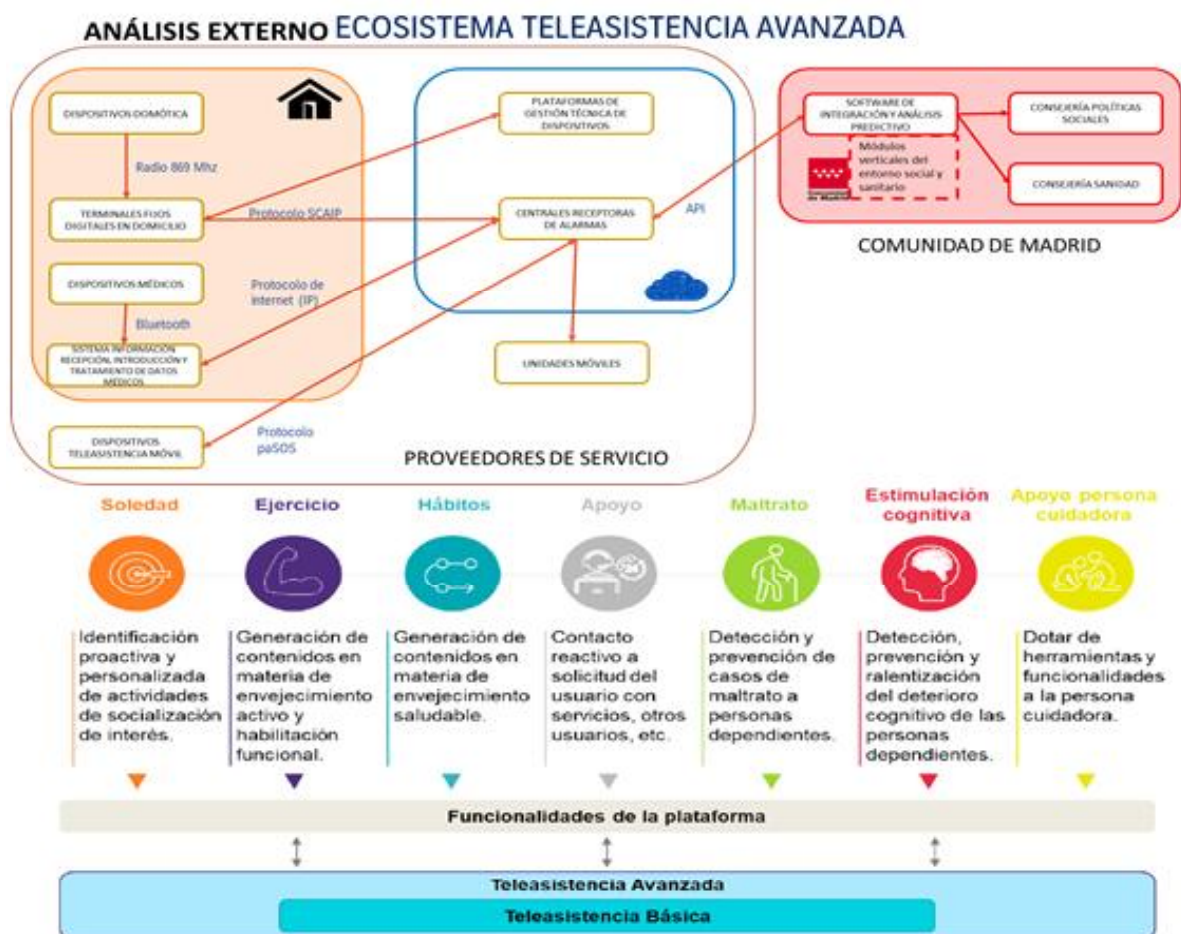 ANÁLISIS EXTERNO ECOSISTEMA TELEASISTENCIA AVANZADA
DISPOSITIVOS DOMÓTICA
Radio 869 Mhz
TERMINALES FIJOS
DIGITALES EN DOMICILIO
Protocolo SCAIP
DISPOSITIVOS MÉDICOS
Bluetooth
Protocolo de
internet (IP)
SISTEMA INFORMACIÓN
RECEPCIÓN, INTRODUCCIÓN Y
TRATAMIENTO DE DATOS
MÉDICOS
DISPOSITIVOS
TELEASISTENCIA MÓVIL
Protocolo
paSOS
PLATAFORMAS DE
GESTIÓN TÉCNICA DE
DISPOSITIVOS
CENTRALES RECEPTORAS
DE ALARMAS
API
UNIDADES MÓVILES
PROVEEDORES DE SERVICIO
SOFTWARE DE
INTEGRACIÓN Y ANÁLISIS
PREDICTIVO
Módulos
verticales del
entorno social y
sanitario
Comunidad
de Madrid
CONSEJERÍA POLÍTICAS
SOCIALES
CONSEJERÍA SANIDAD
COMUNIDAD DE MADRID
Soledad
Identificación
proactiva y
personalizada
de actividades
de socialización
de interés.
Ejercicio
Generación de
contenidos en
materia de
envejecimiento
activo y
habilitación
funcional.
Hábitos
Generación de
contenidos en
materia de
envejecimiento
saludable.
Apoyo
Contacto
reactivo a
solicitud del
usuario con
servicios, otros
usuarios, etc.
Maltrato
Detección y
prevención de
casos de
maltrato a
personas
dependientes.
Estimulación
cognitiva
Detección,
prevención y
ralentización
del deterioro
cognitivo de las
personas
dependientes.
Apoyo persona
cuidadora
Dotar de
herramientas y
funcionalidades
a la persona
cuidadora.
Funcionalidades de la plataforma
Teleasistencia Avanzada
Teleasistencia Básica